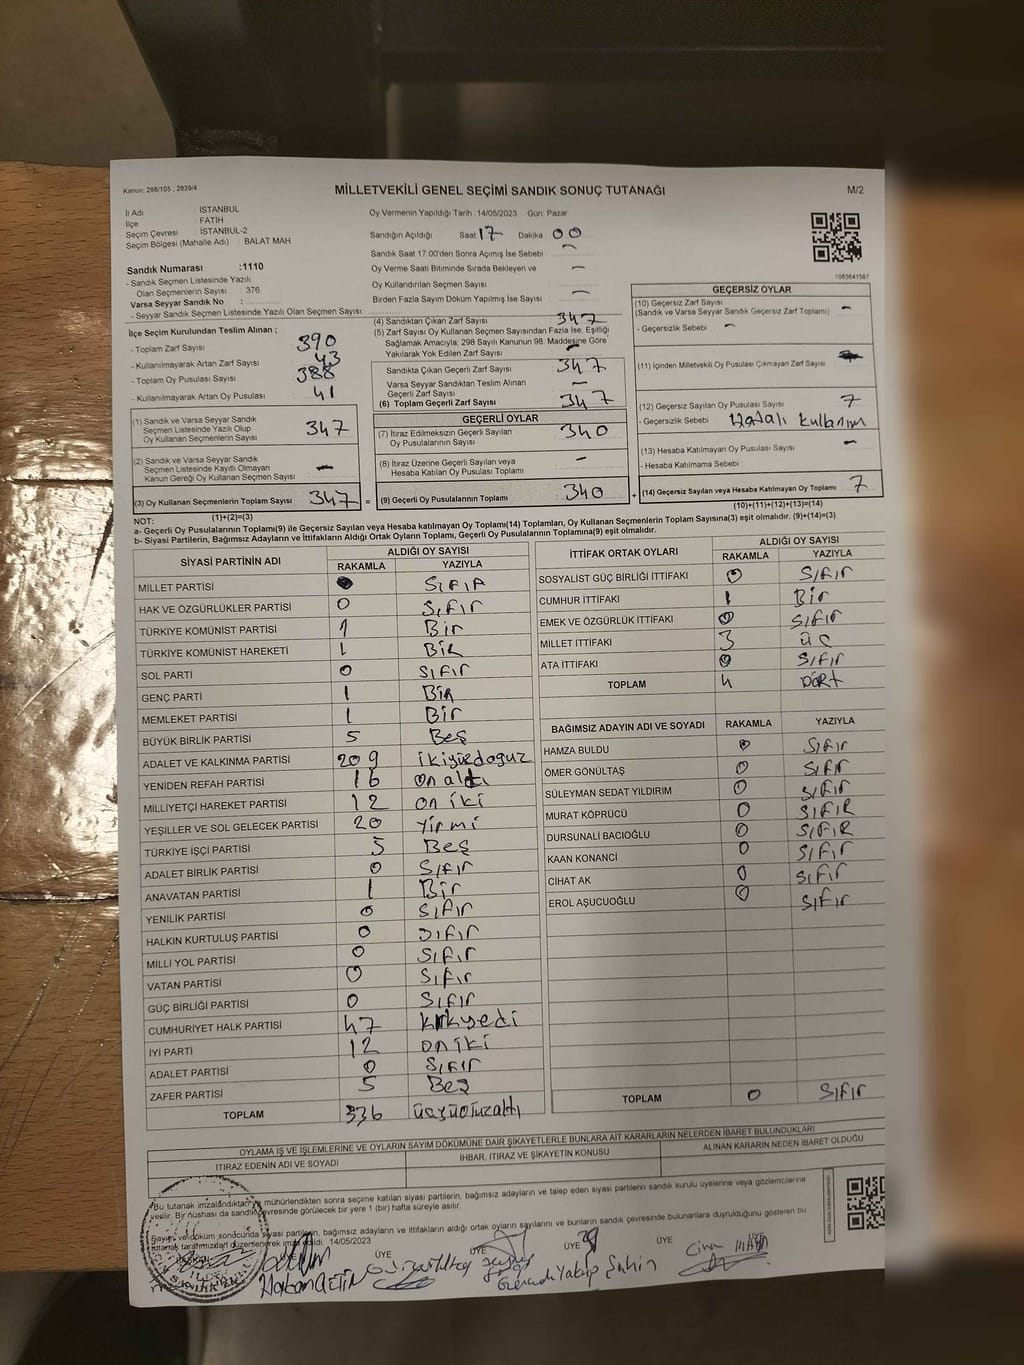 Kanun: 298/105, 2839/4
MİLLETVEKİLİ GENEL SEÇİMİ SANDIK SONUÇ TUTANAĞI
M/2
İl Adı : İSTANBUL
İlçe : FATİH
Seçim Çevresi : İSTANBUL-2
Seçim Bölgesi (Mahalle Adı) : BALAT MAH.
Sandık Numarası :1110
- Sandık Seçmen Listesinde Yazılı
Olan Seçmenlerin Sayısı : 376
Varsa Seyyar Sandık No :
- Seyyar Sandık Seçmen Listesinde Yazılı Olan Seçmen Sayısı:
Oy Vermenin Yapıldığı Tarih :14/05/2023 Gün: Pazar
Sandığın Açıldığı Saat 17 Dakika 00
Sandık Saat 17:00'den Sonra Açımış İse Sebebi : -
Oy Verme Saati Bitiminde Sırada Bekleyen ve
Oy Kullandırılan Seçmen Sayısı : -
Birden Fazla Sayım Döküm Yapılmış İse Sayısı : -
1083641567
İlçe Seçim Kurulundan Teslim Alınan ;
- Toplam Zarf Sayısı : 390
- Kullanılmayarak Artan Zarf Sayısı : 43
- Toplam Oy Pusulası Sayısı : 388
- Kullanılmayarak Artan Oy Pusulası : 41
(1) Sandık ve Varsa Seyyar Sandık
Seçmen Listesinde Yazılı Olup
Oy Kullanan Seçmenlerin Sayısı : 347
(2) Sandık ve Varsa Seyyar Sandık
Seçmen Listesinde Kayıtlı Olmayan
Kanun Gereği Oy Kullanan Seçmen Sayısı : -
(3) Oy Kullanan Seçmenlerin Toplam Sayısı : 347 =
(1)+(2)=(3)
(4) Sandıktan Çıkan Zarf Sayısı : 347
(5) Zarf Sayısı Oy Kullanan Seçmen Sayısından Fazla İse, Eşitliği
Sağlamak Amacıyla; 298 Sayılı Kanunun 98. Maddesine Göre
Yakılarak Yok Edilen Zarf Sayısı : -
Sandıkta Çıkan Geçerli Zarf Sayısı : 347
Varsa Seyyar Sandıktan Teslim Alınan
Geçerli Zarf Sayısı : -
(6) Toplam Geçerli Zarf Sayısı : 347
GEÇERLİ OYLAR
(7) İtiraz Edilmeksizin Geçerli Sayılan
Oy Pusulalarının Sayısı : 340
(8) İtiraz Üzerine Geçerli Sayılan veya
Hesaba Katılan Oy Pusulası Toplamı : -
(9) Geçerli Oy Pusulalarının Toplamı : 340 +
GEÇERSİZ OYLAR
(10) Geçersiz Zarf Sayısı
(Sandık ve Varsa Seyyar Sandık Geçersiz Zarf Toplamı) : -
- Geçersizlik Sebebi : -
(11) İçinden Milletvekili Oy Pusulası Çıkmayan Zarf Sayısı :
(12) Geçersiz Sayılan Oy Pusulası Sayısı : 7
- Geçersizlik Sebebi : Hatalı kullanım
(13) Hesaba Katılmayan Oy Pusulası Sayısı : -
- Hesaba Katılmama Sebebi :
(14) Geçersiz Sayılan veya Hesaba Katılmayan Oy Toplamı : 7
(10)+(11)+(12)+(13)=(14)
NOT:
a- Geçerli Oy Pusulalarının Toplamı(9) ile Geçersiz Sayılan veya Hesaba katılmayan Oy Toplamı(14) Toplamları, Oy Kullanan Seçmenlerin Toplam Sayısına(3) eşit olmalıdır. (9)+(14)=(3)
b- Siyasi Partilerin, Bağımsız Adayların ve İttifakların Aldığı Ortak Oyların Toplamı, Geçerli Oy Pusulalarının Toplamına(9) eşit olmalıdır.
SİYASİ PARTİNİN ADI
ALDIĞI OY SAYISI
RAKAMLA YAZIYLA
MİLLET PARTİSİ 0 SIFIR
HAK VE ÖZGÜRLÜKLER PARTİSİ 0 SIFIR
TÜRKİYE KOMÜNİST PARTİSİ 1 Bir
TÜRKİYE KOMÜNİST HAREKETİ 1 BİR
SOL PARTİ 0 SIFIR
GENÇ PARTİ 1 BİR
MEMLEKET PARTİSİ 1 Bir
BÜYÜK BİRLİK PARTİSİ 5 Beş
ADALET VE KALKINMA PARTİSİ 209 ikiyüzdoguz
YENİDEN REFAH PARTİSİ 16 on altı
MİLLİYETÇİ HAREKET PARTİSİ 12 on iki
YEŞİLLER VE SOL GELECEK PARTİSİ 20 yirmi
TÜRKİYE İŞÇİ PARTİSİ 5 Beş
ADALET BİRLİK PARTİSİ 0 Sıfır
ANAVATAN PARTİSİ 1 Bir
YENİLİK PARTİSİ 0 Sıfır
HALKIN KURTULUŞ PARTİSİ 0 Sıfır
MİLLİ YOL PARTİSİ 0 Sıfır
VATAN PARTİSİ 0 Sıfır
GÜÇ BİRLİĞİ PARTİSİ 0 Sıfır
CUMHURİYET HALK PARTİSİ 47 kırkyedi
İYİ PARTİ 12 oniki
ADALET PARTİSİ 0 Sıfır
ZAFER PARTİSİ 5 Beş
TOPLAM 336 üçyüotuzaltı
İTTİFAK ORTAK OYLARI
ALDIĞI OY SAYISI
RAKAMLA YAZIYLA
SOSYALİST GÜÇ BİRLİĞİ İTTİFAKI 0 Sıfır
CUMHUR İTTİFAKI 1 Bir
EMEK VE ÖZGÜRLÜK İTTİFAKI 0 Sıfır
MİLLET İTTİFAKI 3 üç
ATA İTTİFAKI 0 Sıfır
TOPLAM 4 Dört
BAĞIMSIZ ADAYIN ADI VE SOYADI
ALDIĞI OY SAYISI
RAKAMLA YAZIYLA
HAMZA BULDU 0 Sıfır
ÖMER GÖNÜLTAŞ 0 Sıfır
SÜLEYMAN SEDAT YILDIRIM 0 Sıfır
MURAT KÖPRÜCÜ 0 SIFIR
DURSUNALİ BACIOĞLU 0 SIFIR
KAAN KONANCİ 0 Sıfır
CİHAT AK 0 Sıfır
EROL AŞUCUOĞLU 0 Sıfır
TOPLAM 0 Sıfır
OYLAMA İŞ VE İŞLEMLERİNE VE OYLARIN SAYIM DÖKÜMÜNE DAİR ŞİKAYETLERLE BUNLARA AİT KARARLARIN NELERDEN İBARET BULUNDUKLARI
İTİRAZ EDENİN ADI VE SOYADI
İHBAR, İTİRAZ VE ŞİKAYETİN KONUSU
ALINAN KARARIN NEDEN İBARET OLDUĞU
Bu tutanak imzalandıktan ve mühürlendikten sonra seçime katılan siyasi partilerin, bağımsız adayların ve talep eden siyasi partilerin sandık kurulu üyelerine veya gözlemcilerine
verilir. Bir nüshası da sandık çevresinde görülecek bir yere 1 (bir) hafta süreyle asılır.
Sayım ve döküm sonucunda siyasi partilerin, bağımsız adayların ve ittifakların aldığı ortak oyların sayılarını ve bunların sandık çevresinde bulunanlara duyurulduğunu gösteren bu
tutanak tarafımızdan düzenlenerek imza edildi. 14/05/2023
ÜYE ÜYE ÜYE ÜYE
Hakan ÇETİN
Yakup Şahin